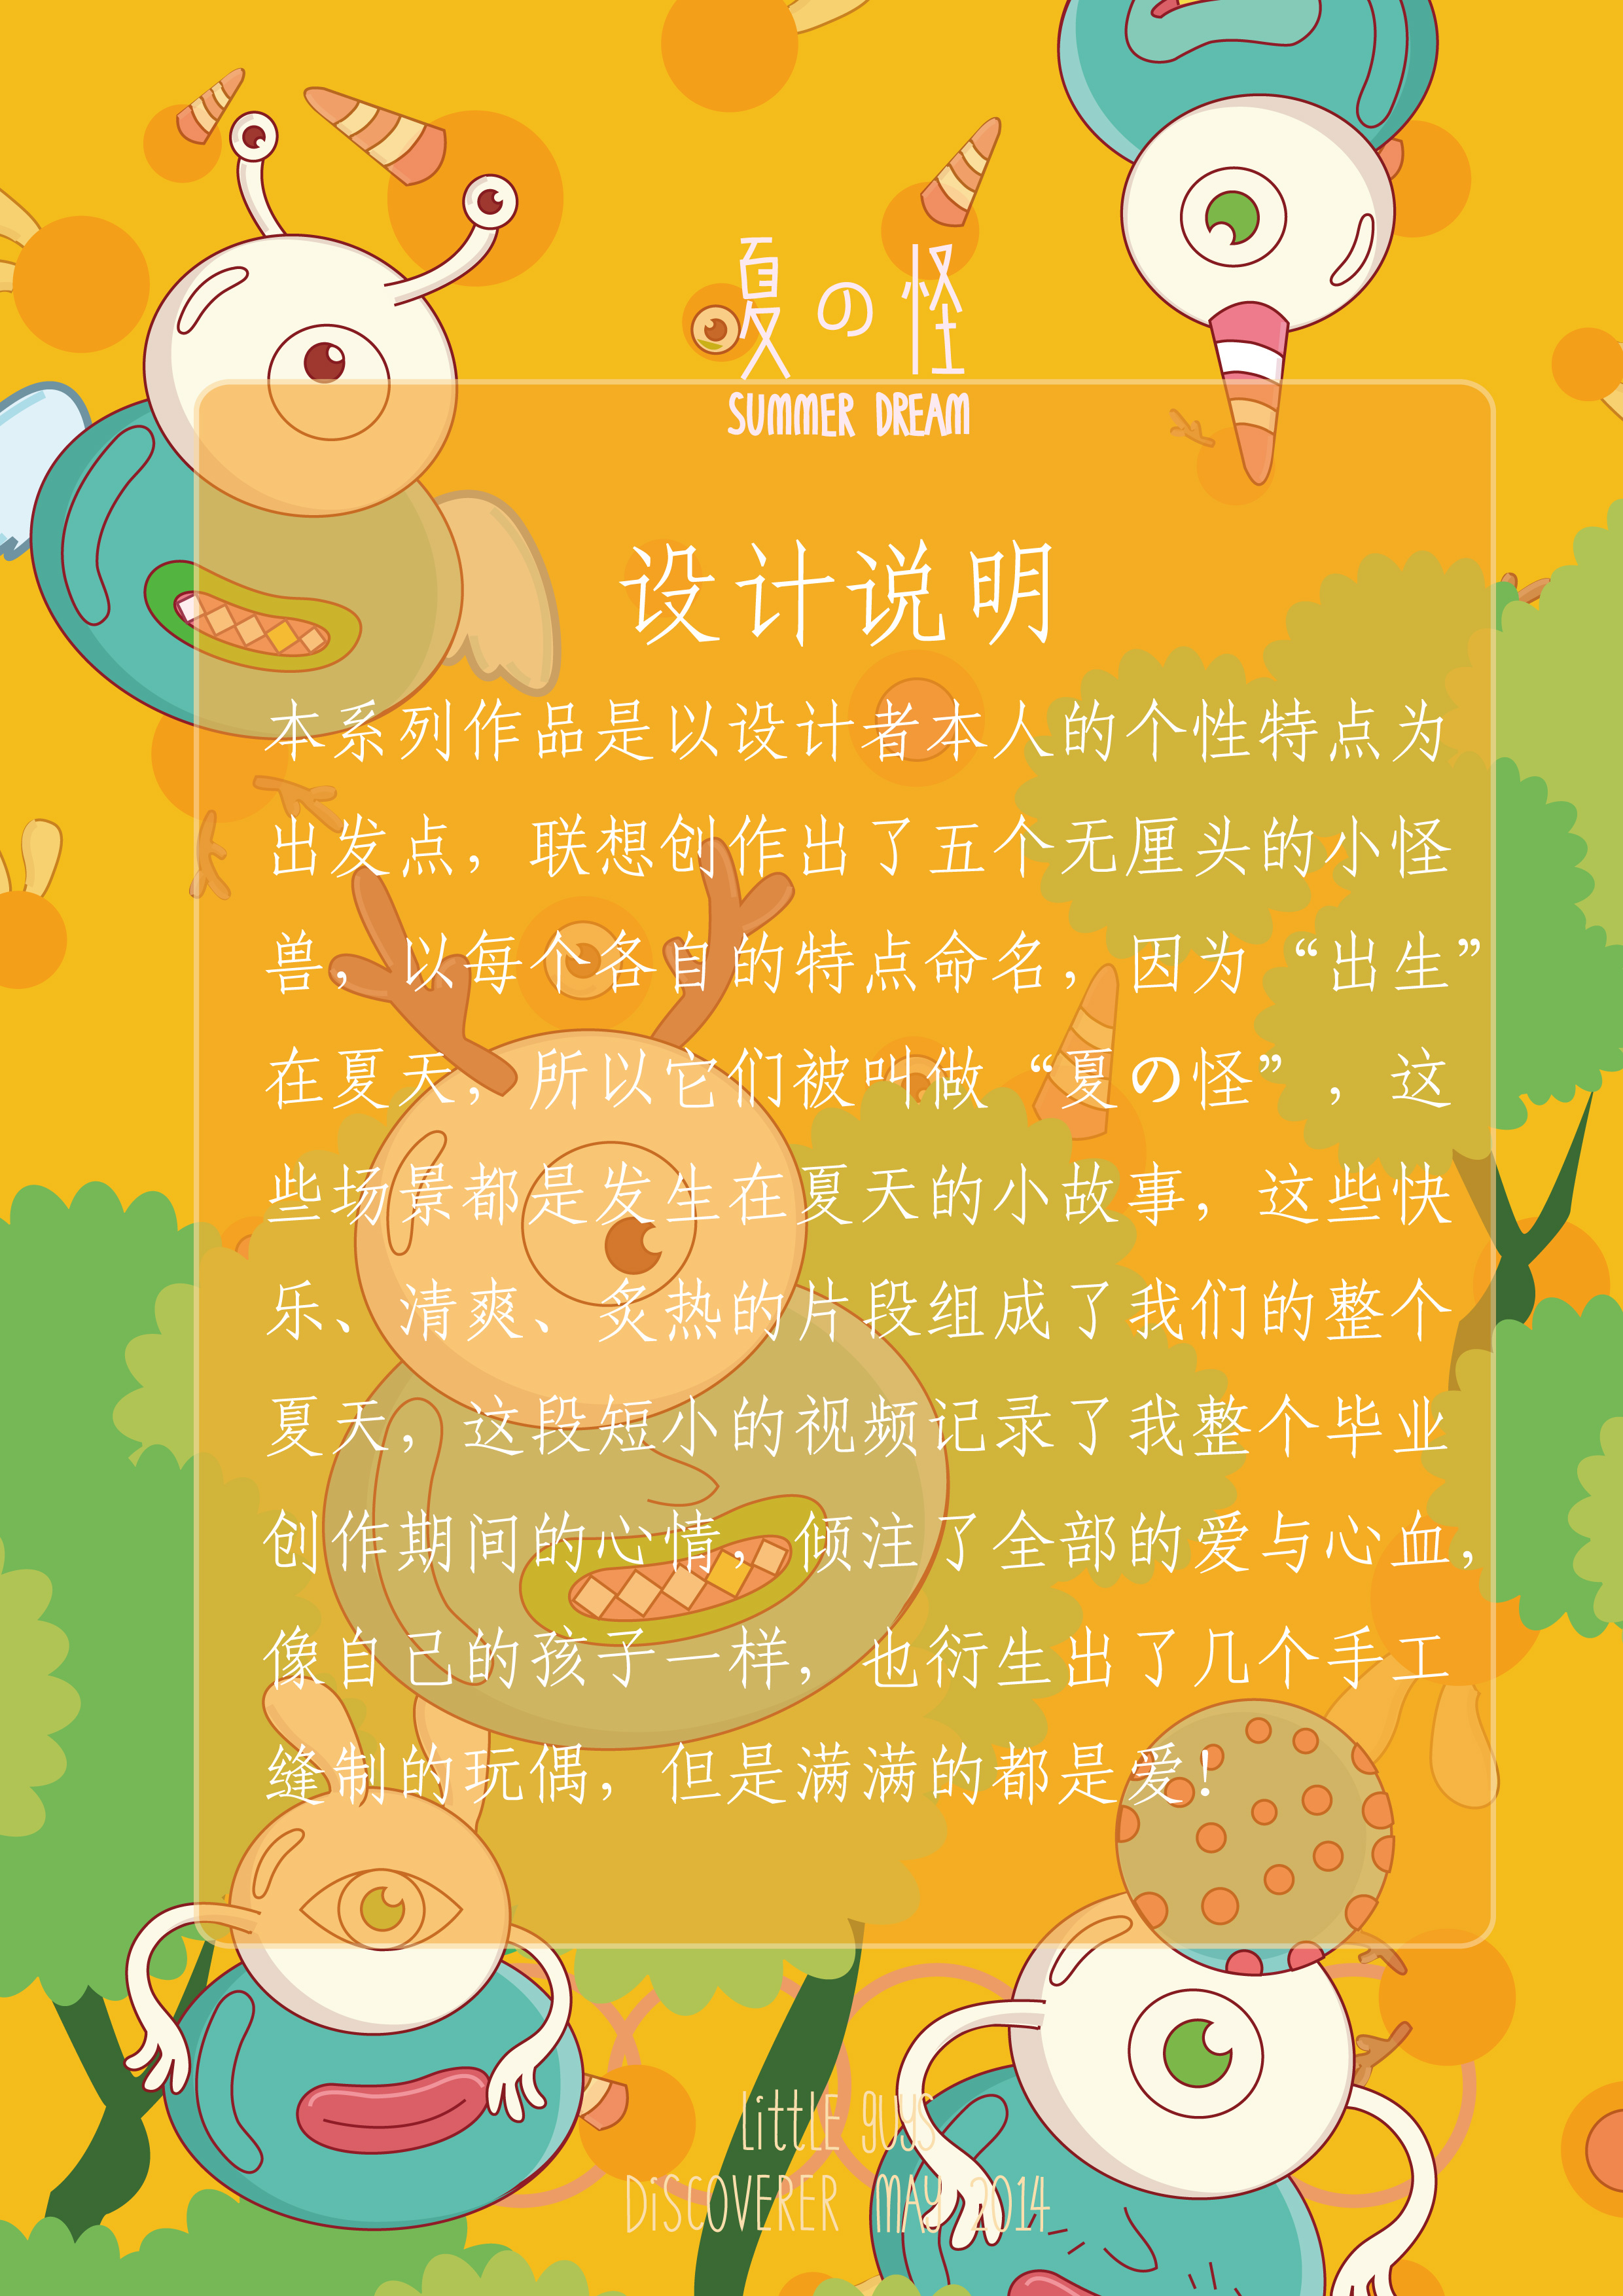 夏の怪
SUMMER DREAM
设计说明
本系列作品是以设计者本人的个性特点为
出发点，联想创作出了五个无厘头的小怪
兽，以每个各自的特点命名，因为“出生”
在夏天，所以它们被叫做“夏の怪”，这
些场景都是发生在夏天的小故事，这些快
乐、清爽、炙热的片段组成了我们的整个
夏天，这段短小的视频记录了我整个毕业
创作期间的心情，倾注了全部的爱与心血，
像自己的孩子一样，也衍生出了几个手工
缝制的玩偶，但是满满的都是爱！
LittLE guys
DiSCOVERER MAY 2014